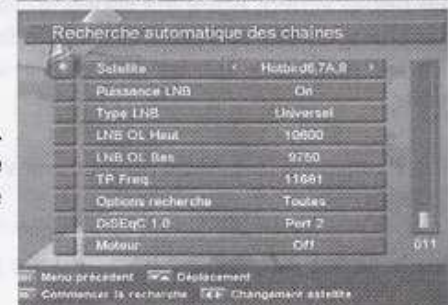 Recherche automatique des chaînes
Satellite Hotbird6,7A,8
Puissance LNB On
Type LNB Universel
LNB OL Haut 10600
LNB OL Bas 9750
TP Freq. 11681
Options recherche Toutes
DiSEqC 1.0 Port 2
Moteur Off
011
Menu précédent Déplacement
Commencer la recherche Changement satellite